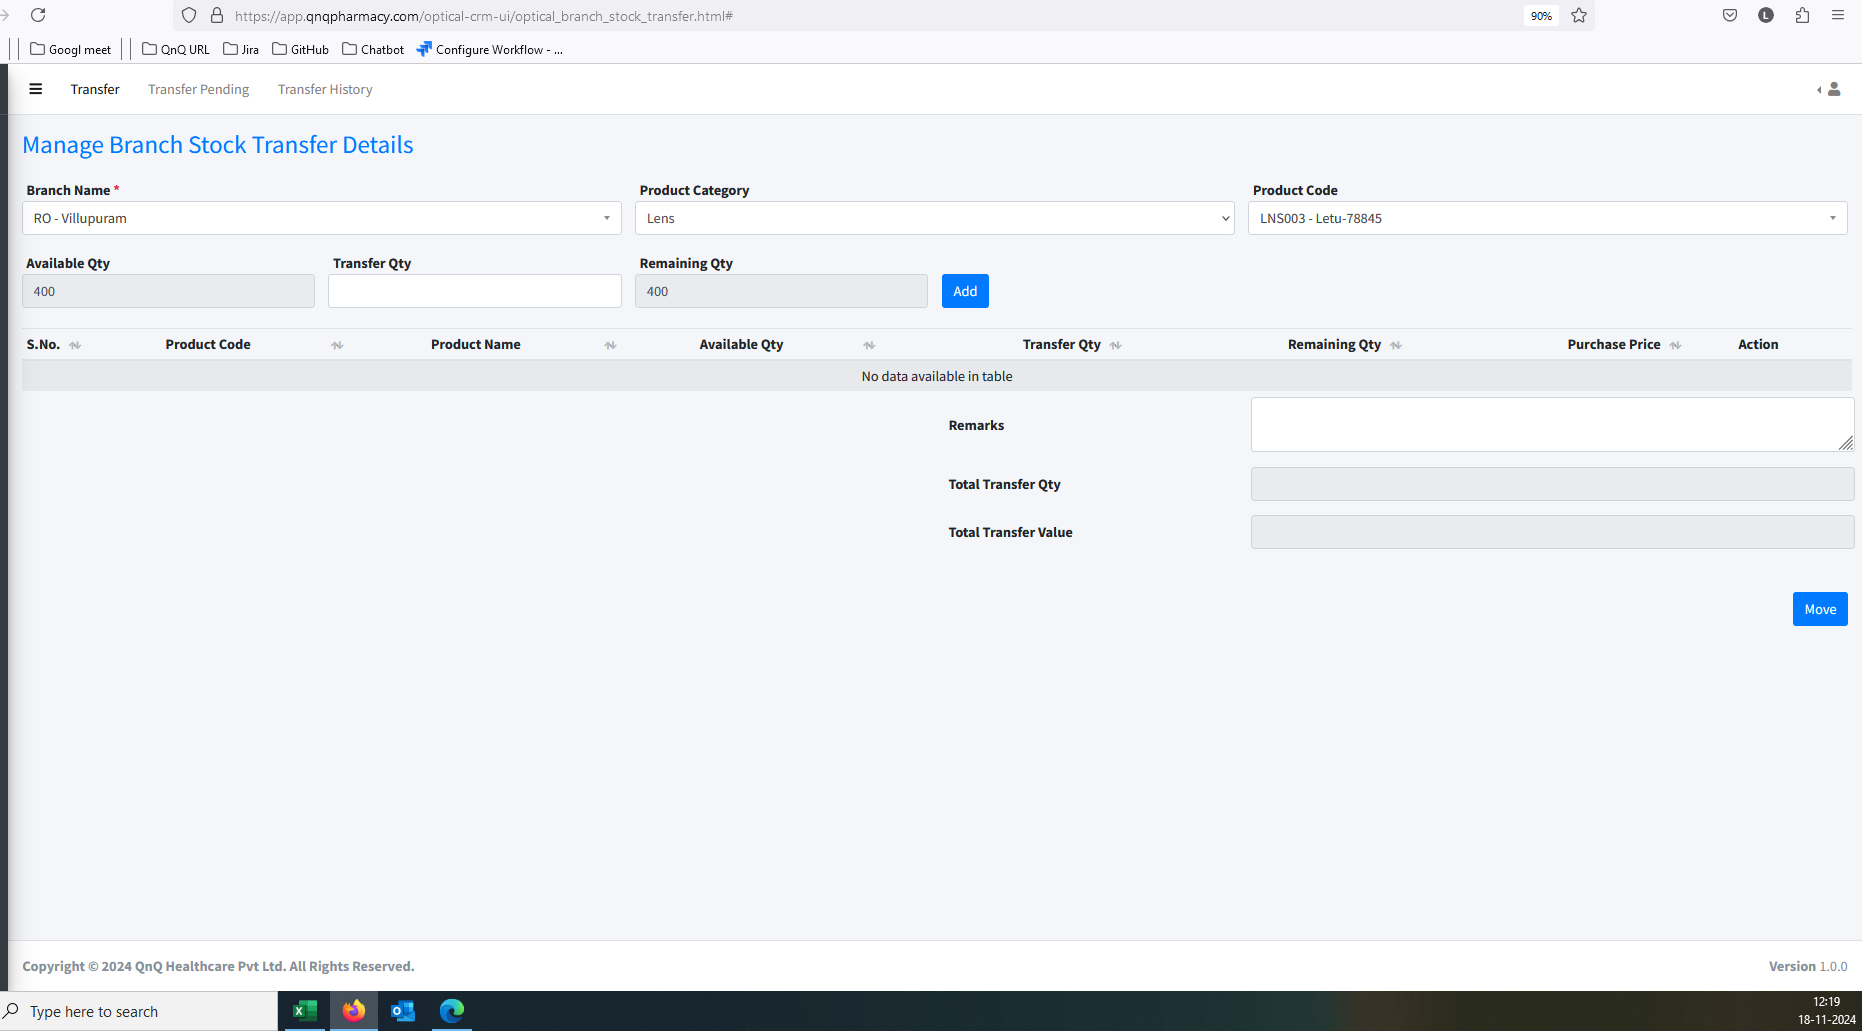 https://app.qnqpharmacy.com/optical-crm-ui/optical_branch_stock_transfer.html#
90%
L
Googl meet
QnQ URL
Jira
GitHub
Chatbot
Configure Workflow - ...
Transfer
Transfer Pending
Transfer History
Manage Branch Stock Transfer Details
Branch Name *
Product Category
Product Code
RO - Villupuram
Lens
LNS003 - Letu-78845
Available Qty
Transfer Qty
Remaining Qty
400
400
Add
S.No.
Product Code
Product Name
Available Qty
Transfer Qty
Remaining Qty
Purchase Price
Action
No data available in table
Remarks
Total Transfer Qty
Total Transfer Value
Move
Copyright © 2024 QnQ Healthcare Pvt Ltd. All Rights Reserved.
Version 1.0.0
Type here to search
12:19
18-11-2024